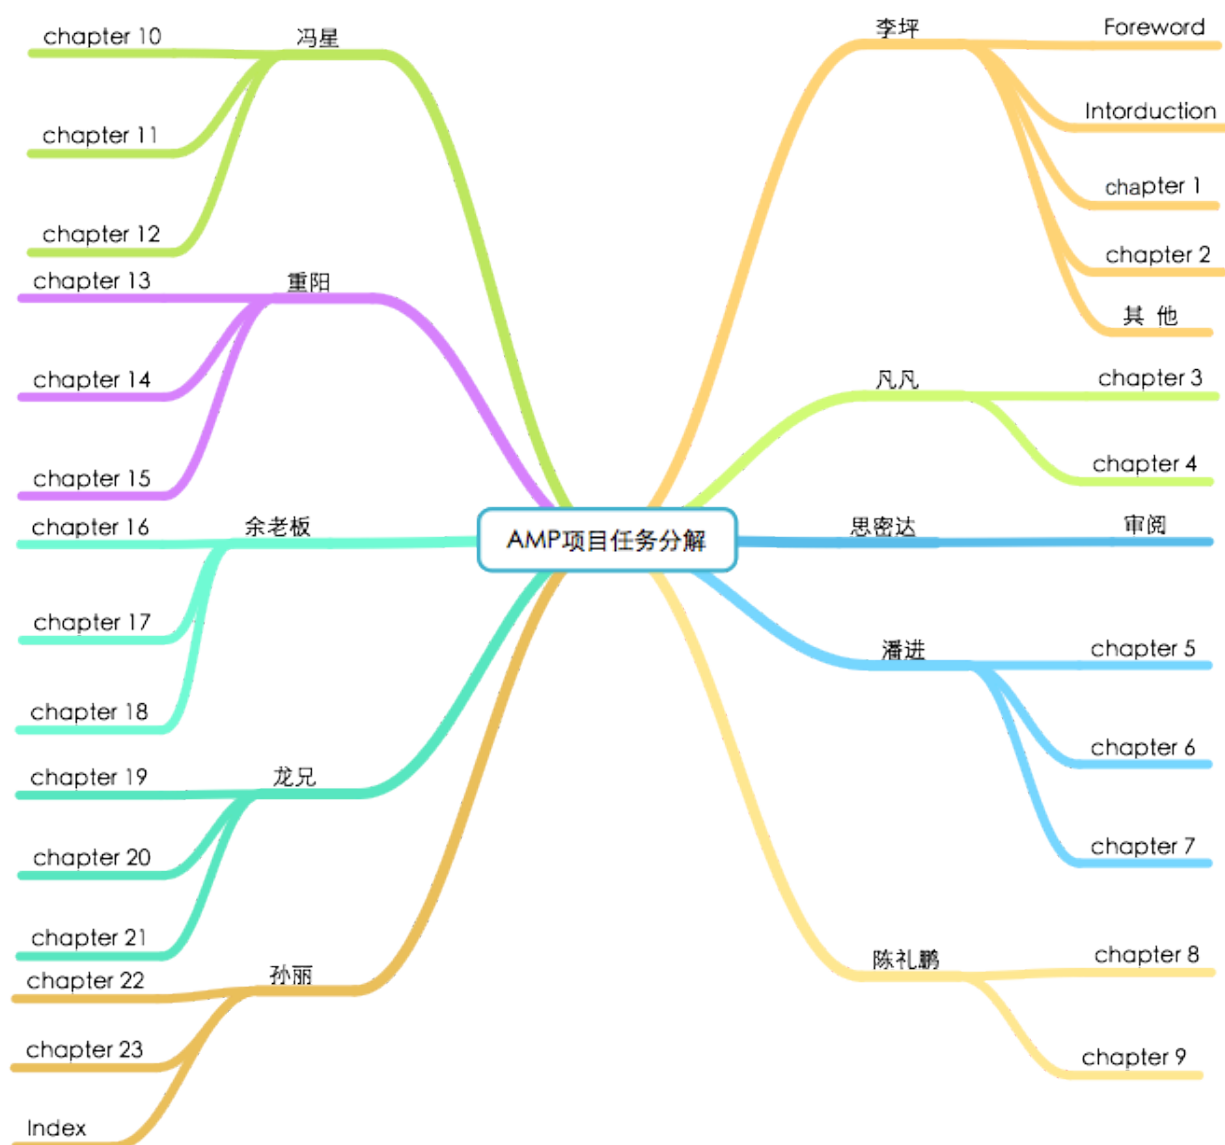 AMP项目任务分解
李坪
Foreword
Intorduction
chapter 1
chapter 2
其 他
凡凡
chapter 3
chapter 4
思密达
审阅
潘进
chapter 5
chapter 6
chapter 7
陈礼鹏
chapter 8
chapter 9
冯星
chapter 10
chapter 11
chapter 12
重阳
chapter 13
chapter 14
chapter 15
余老板
chapter 16
chapter 17
chapter 18
龙兄
chapter 19
chapter 20
chapter 21
孙丽
chapter 22
chapter 23
Index